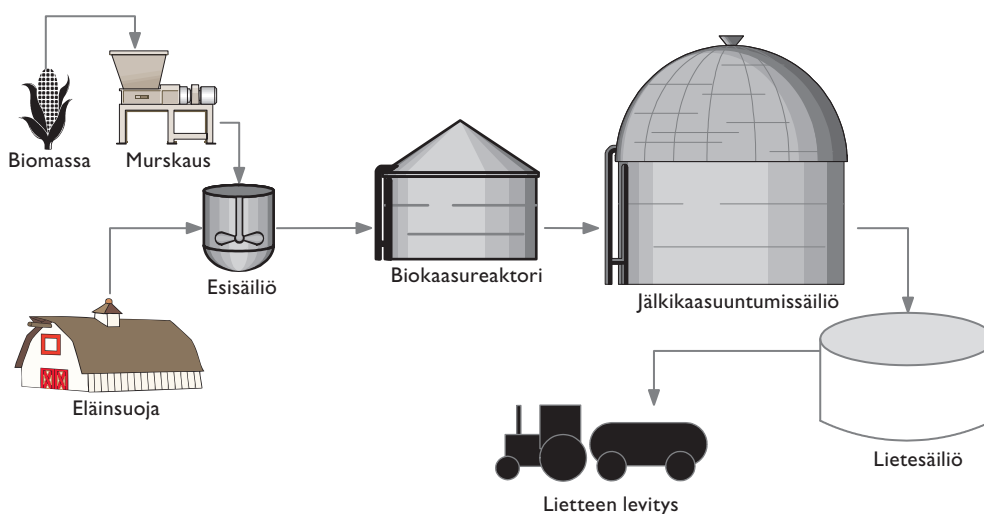 Biomassa
Murskaus
Esisäiliö
Biokaasureaktori
Jälkikaasuuntumissäiliö
Eläinsuoja
Lietesäiliö
Lietteen levitys